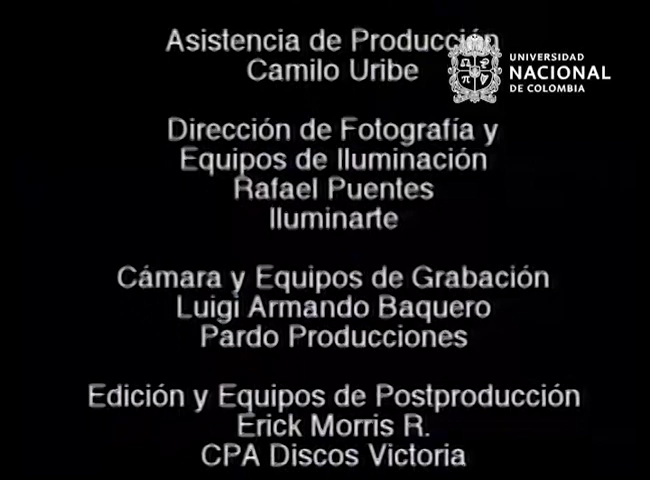 Asistencia de Producción
Camilo Uribe
UNIVERSIDAD
NACIONAL
DE COLOMBIA
Dirección de Fotografía y
Equipos de Iluminación
Rafael Puentes
Iluminarte
Cámara y Equipos de Grabación
Luigi Armando Baquero
Pardo Producciones
Edición y Equipos de Postproducción
Erick Morris R.
CPA Discos Victoria